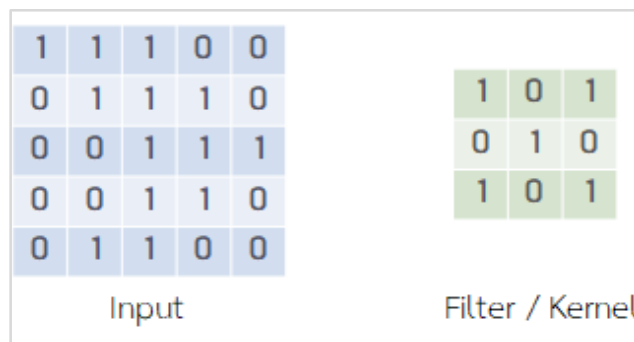 1 1 1 0 0
0 1 1 1 0
0 0 1 1 1
0 0 1 1 0
0 1 1 0 0
Input
1 0 1
0 1 0
1 0 1
Filter / Kernel